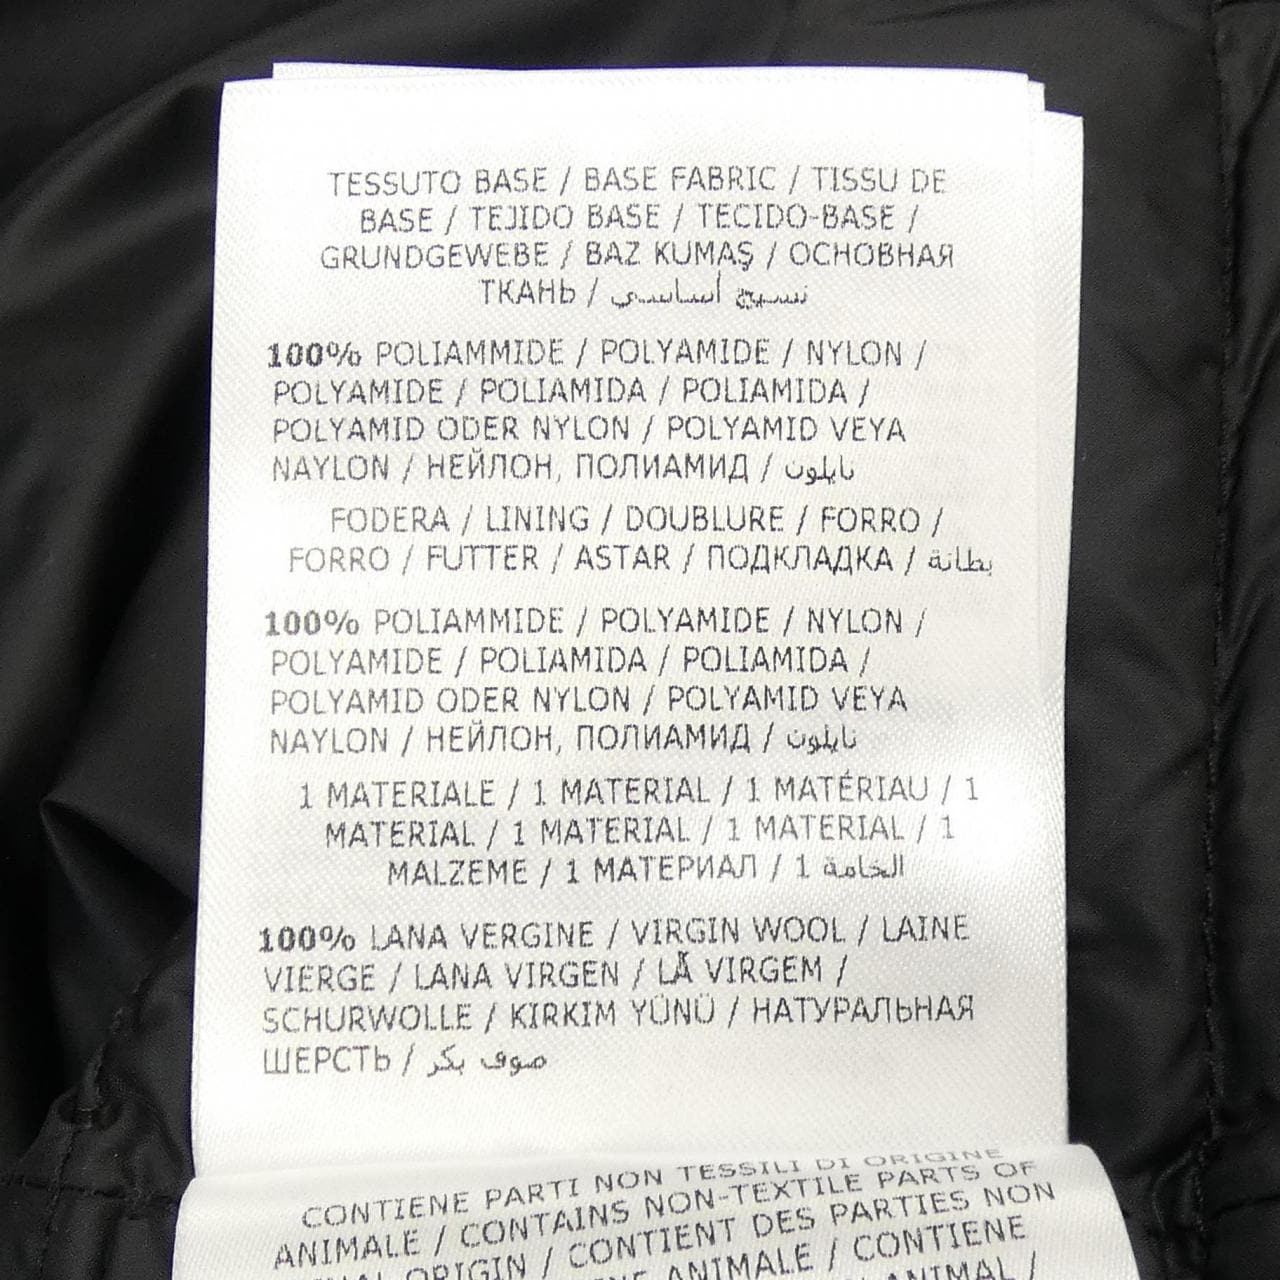 TESSUTO BASE / BASE FABRIC / TISSU DE
BASE / TEJIDO BASE / TECIDO-BASE /
GRUNDGEWEBE / BAZ KUMAŞ / ОСНОВНАЯ
ТКАНЬ / نسيج أساسي
100% POLIAMMIDE / POLYAMIDE / NYLON /
POLYAMIDE / POLIAMIDA / POLIAMIDA /
POLYAMID ODER NYLON / POLYAMID VEYA
NAYLON / НЕЙЛОН, ПОЛИАМИД / نايلون
FODERA / LINING / DOUBLURE / FORRO /
FORRO / FUTTER / ASTAR / ПОДКЛАДКА / بطانة
100% POLIAMMIDE / POLYAMIDE / NYLON /
POLYAMIDE / POLIAMIDA / POLIAMIDA /
POLYAMID ODER NYLON / POLYAMID VEYA
NAYLON / НЕЙЛОН, ПОЛИАМИД / نايلون
1 MATERIALE / 1 MATERIAL / 1 MATÉRIAU / 1
MATERIAL / 1 MATERIAL / 1 MATERIAL / 1
MALZEME / 1 МАТЕРИАЛ / 1 الخامة
100% LANA VERGINE / VIRGIN WOOL / LAINE
VIERGE / LANA VIRGEN / LÃ VIRGEM /
SCHURWOLLE / KIRKIM YÜNÜ / НАТУРАЛЬНАЯ
ШЕРСТЬ / صوف بكر
CONTIENE PARTI NON TESSILI DI ORIGINE
ANIMALE / CONTAINS NON-TEXTILE PARTS OF
ORIGIN / CONTIENT DES PARTIES NON
ANIMALE / CONTIENE
ANIMAL /